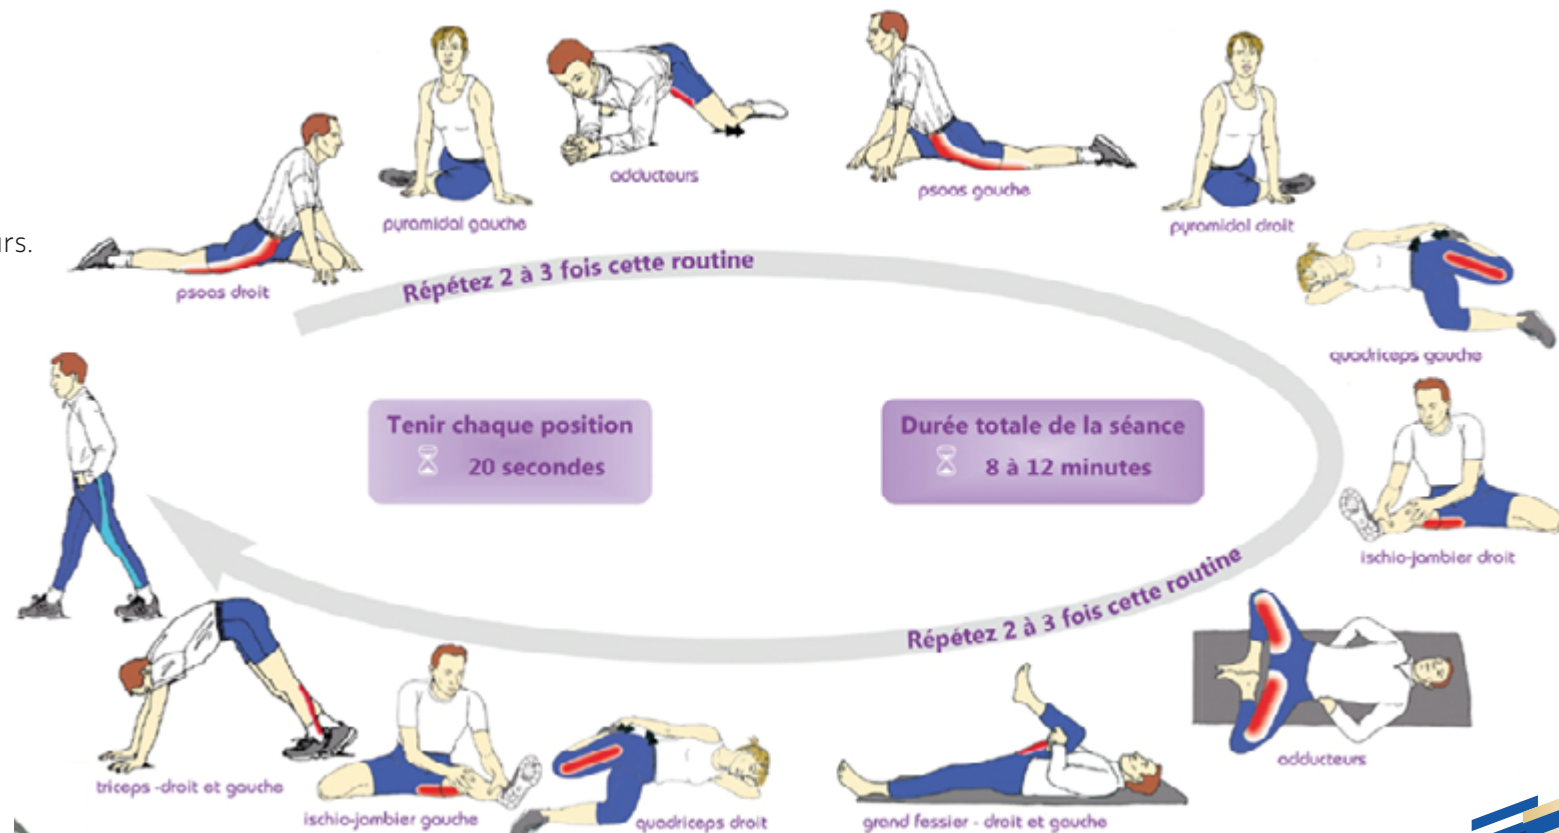 urs.
psoas droit
pyramidal gauche
adducteurs
psoas gauche
pyramidal droit
quadriceps gauche
ischio-jambier droit
adducteurs
grand fessier - droit et gauche
quadriceps droit
ischio-jambier gauche
triceps -droit et gauche
Répétez 2 à 3 fois cette routine
Tenir chaque position
20 secondes
Durée totale de la séance
8 à 12 minutes
Répétez 2 à 3 fois cette routine